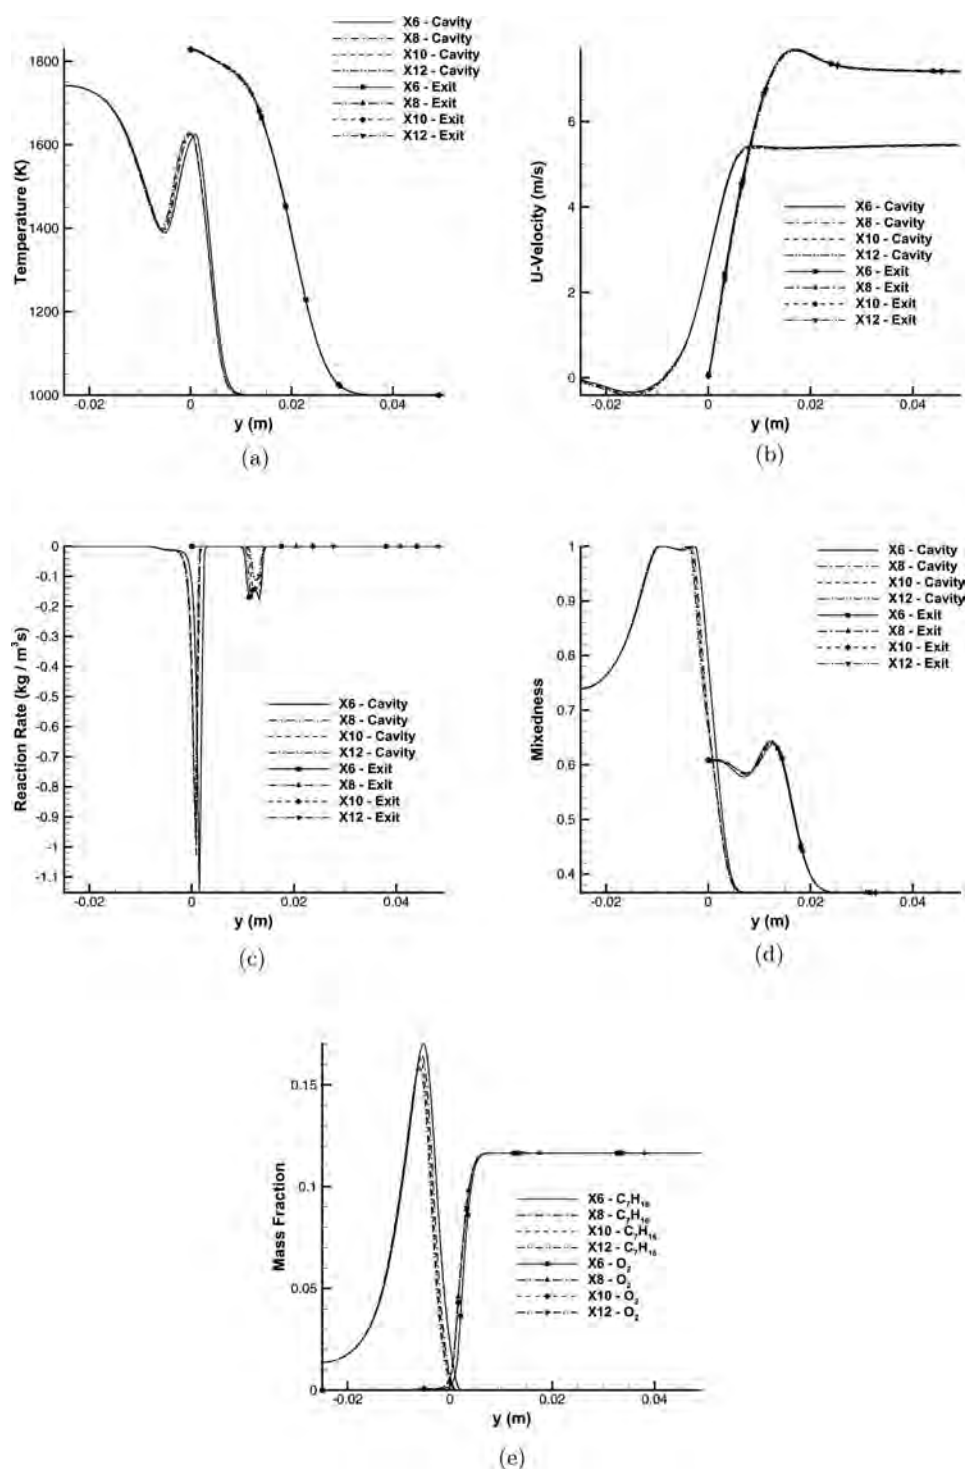 X6 - Cavity
X8 - Cavity
X10 - Cavity
X12 - Cavity
X6 - Exit
X8 - Exit
X10 - Exit
X12 - Exit
1800
1600
1400
1200
1000
Temperature (K)
-0.02
0
0.02
0.04
y (m)
(a)
6
4
2
0
U-Velocity (m/s)
X6 - Cavity
X8 - Cavity
X10 - Cavity
X12 - Cavity
X6 - Exit
X8 - Exit
X10 - Exit
X12 - Exit
-0.02
0
0.02
0.04
y (m)
(b)
0
-0.1
-0.2
-0.3
-0.4
-0.5
-0.6
-0.7
-0.8
-0.9
-1
-1.1
Reaction Rate (kg / m³s)
X6 - Cavity
X8 - Cavity
X10 - Cavity
X12 - Cavity
X6 - Exit
X8 - Exit
X10 - Exit
X12 - Exit
-0.02
0
0.02
0.04
y (m)
(c)
1
0.9
0.8
0.7
0.6
0.5
0.4
Mixedness
X6 - Cavity
X8 - Cavity
X10 - Cavity
X12 - Cavity
X6 - Exit
X8 - Exit
X10 - Exit
X12 - Exit
-0.02
0
0.02
0.04
y (m)
(d)
0.15
0.1
0.05
0
Mass Fraction
X6 - C₇H₁₆
X8 - C₇H₁₆
X10 - C₇H₁₆
X12 - C₇H₁₆
X6 - O₂
X8 - O₂
X10 - O₂
X12 - O₂
-0.02
0
0.02
0.04
y (m)
(e)